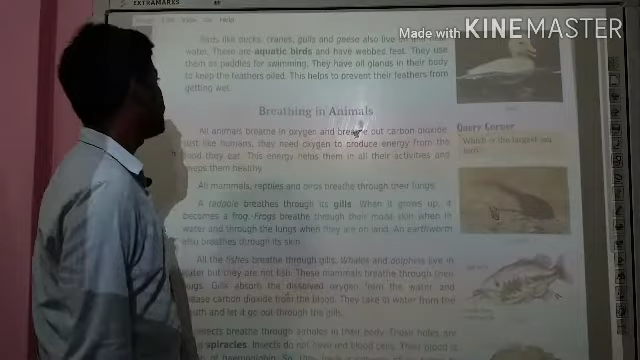 EXTRAMARKS
Made with KINEMASTER
Birds like ducks, cranes, gulls and geese also live
water. These are aquatic birds and have webbed feet. They use
them as paddles for swimming. They have oil glands in their body
to keep the feathers oiled. This helps to prevent their feathers from
getting wet.
Breathing in Animals
All animals breathe in oxygen and breathe out carbon dioxide.
Just like humans, they need oxygen to produce energy from the
food they eat. This energy helps them in all their activities and
keeps them healthy.
All mammals, reptiles and birds breathe through their lungs.
A tadpole breathes through its gills. When it grows up, it
becomes a frog. Frogs breathe through their moist skin when in
water and through the lungs when they are on land. An earthworm
also breathes through its skin.
All the fishes breathe through gills. Whales and dolphins live in
water but they are not fish. These mammals breathe through their
lungs. Gills absorb the dissolved oxygen from the water and
release carbon dioxide from the blood. They take in water from the
mouth and let it go out through the gills.
Insects breathe through airholes in their body. These holes are
spiracles. Insects do not have red blood cells. Their blood is
Query Corner
Which is the largest sea